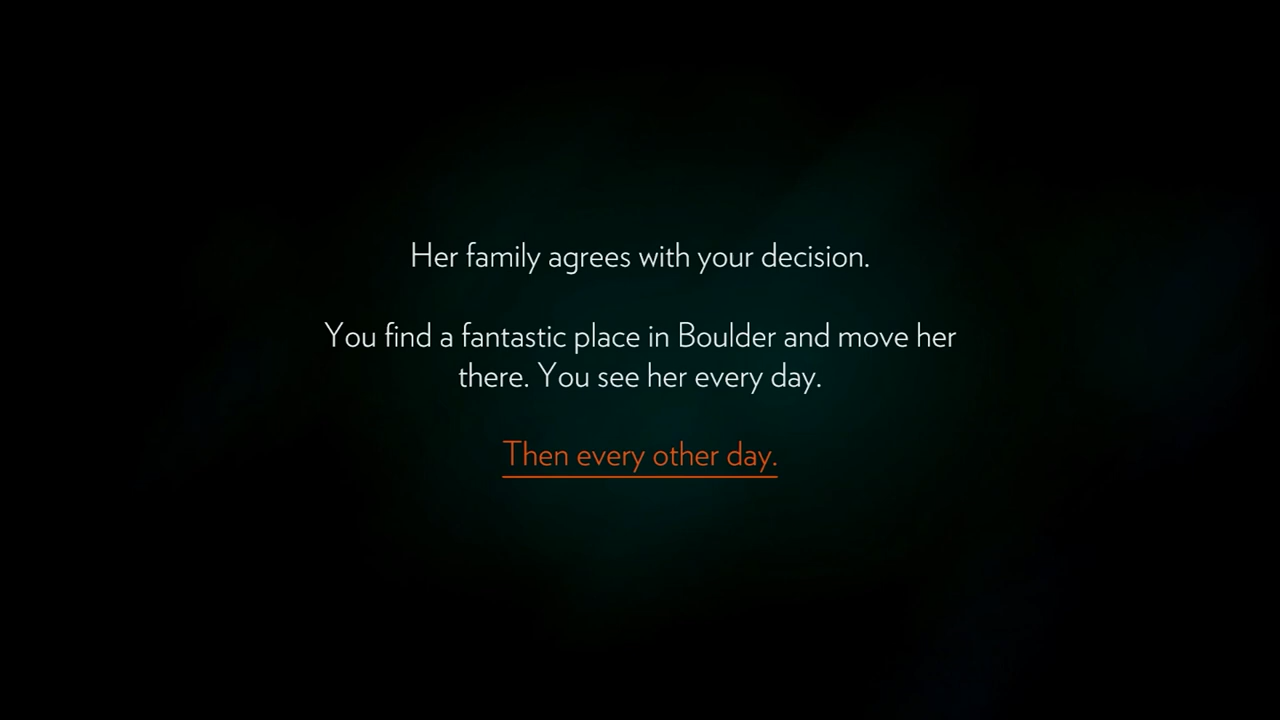 Her family agrees with your decision.
You find a fantastic place in Boulder and move her
there. You see her every day.
Then every other day.